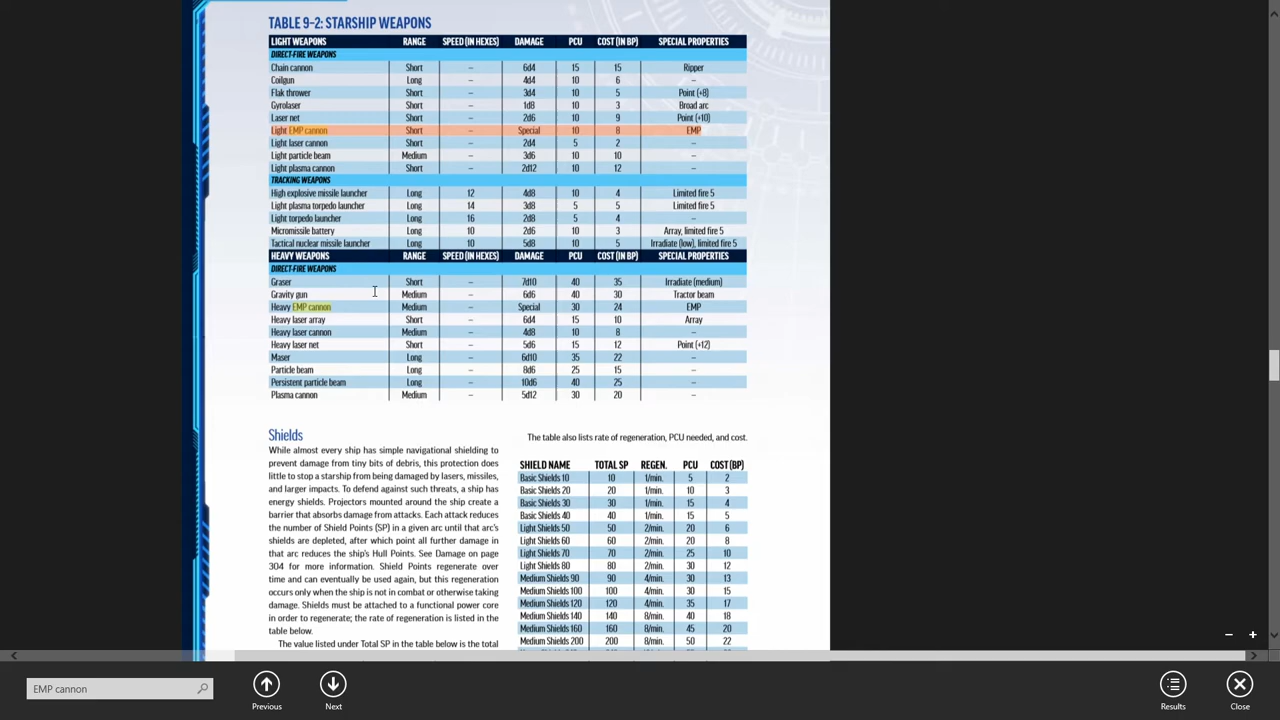 TABLE 9-2: STARSHIP WEAPONS
LIGHT WEAPONS RANGE SPEED (IN HEXES) DAMAGE PCU COST (IN BP) SPECIAL PROPERTIES
DIRECT-FIRE WEAPONS
Chain cannon Short – 6d4 15 15 Ripper
Coilgun Long – 4d4 10 6 –
Flak thrower Short – 3d4 10 5 Point (+8)
Gyrolaser Short – 1d8 10 3 Broad arc
Laser net Short – 2d6 10 9 Point (+10)
Light EMP cannon Short – Special 10 8 EMP
Light laser cannon Short – 2d4 5 2 –
Light particle beam Medium – 3d6 10 10 –
Light plasma cannon Short – 2d12 10 12 –
TRACKING WEAPONS
High explosive missile launcher Long 12 4d8 10 4 Limited fire 5
Light plasma torpedo launcher Long 14 3d8 5 5 Limited fire 5
Light torpedo launcher Long 16 2d8 5 4 –
Micromissile battery Long 10 2d6 10 3 Array, limited fire 5
Tactical nuclear missile launcher Long 10 5d8 10 5 Irradiate (low), limited fire 5
HEAVY WEAPONS RANGE SPEED (IN HEXES) DAMAGE PCU COST (IN BP) SPECIAL PROPERTIES
DIRECT-FIRE WEAPONS
Graser Short – 7d10 40 35 Irradiate (medium)
Gravity gun Medium – 6d6 40 30 Tractor beam
Heavy EMP cannon Medium – Special 30 24 EMP
Heavy laser array Short – 6d4 15 10 Array
Heavy laser cannon Medium – 4d8 10 8 –
Heavy laser net Short – 5d6 15 12 Point (+12)
Maser Long – 6d10 35 22 –
Particle beam Long – 8d6 25 15 –
Persistent particle beam Long – 10d6 40 25 –
Plasma cannon Medium – 5d12 30 20 –
Shields
While almost every ship has simple navigational shielding to
prevent damage from tiny bits of debris, this protection does
little to stop a starship from being damaged by lasers, missiles,
and larger impacts. To defend against such threats, a ship has
energy shields. Projectors mounted around the ship create a
barrier that absorbs damage from attacks. Each attack reduces
the number of Shield Points (SP) in a given arc until that arc's
shields are depleted, after which point all further damage in
that arc reduces the ship's Hull Points. See Damage on page
304 for more information. Shield Points regenerate over
time and can eventually be used again, but this regeneration
occurs only when the ship is not in combat or otherwise taking
damage. Shields must be attached to a functional power core
in order to regenerate; the rate of regeneration is listed in the
table below.
The value listed under Total SP in the table below is the total
The table also lists rate of regeneration, PCU needed, and cost.
SHIELD NAME TOTAL SP REGEN. PCU COST (BP)
Basic Shields 10 10 1/min. 5 2
Basic Shields 20 20 1/min. 10 3
Basic Shields 30 30 1/min. 15 4
Basic Shields 40 40 1/min. 15 5
Light Shields 50 50 2/min. 20 6
Light Shields 60 60 2/min. 20 8
Light Shields 70 70 2/min. 25 10
Light Shields 80 80 2/min. 30 12
Medium Shields 90 90 4/min. 30 13
Medium Shields 100 100 4/min. 30 15
Medium Shields 120 120 4/min. 35 17
Medium Shields 140 140 8/min. 40 18
Medium Shields 160 160 8/min. 45 20
Medium Shields 200 200 8/min. 50 22
EMP cannon
Previous
Next
Results
Close